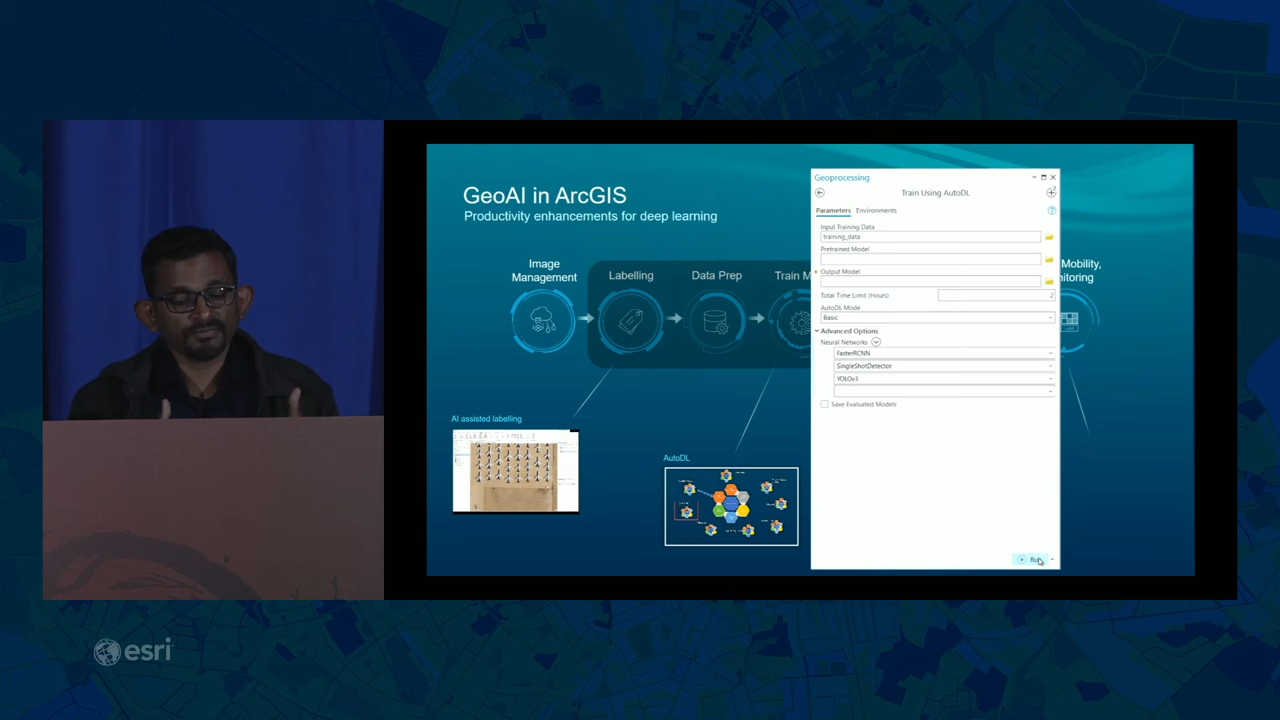 GeoAI in ArcGIS
Productivity enhancements for deep learning
Image
Management
Labelling
Data Prep
Train M
Mobility,
itoring
AI assisted labelling
AutoDL
Geoprocessing
Train Using AutoDL
Parameters
Environments
Input Training Data
training_data
Pretrained Model
Output Model
Total Time Limit (Hours)
2
AutoDL Mode
Basic
Advanced Options
Neural Networks
FasterRCNN
SingleShotDetector
YOLOv3
Save Evaluated Models
esri